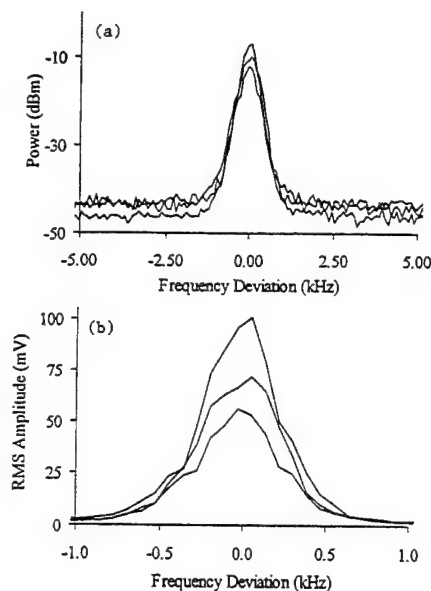 (a)
Power (dBm)
-10
-30
-50
-5.00 -2.50 0.00 2.50 5.00
Frequency Deviation (kHz)
(b)
RMS Amplitude (mV)
100
75
50
25
0
-1.0 -0.5 0.0 0.5 1.0
Frequency Deviation (kHz)